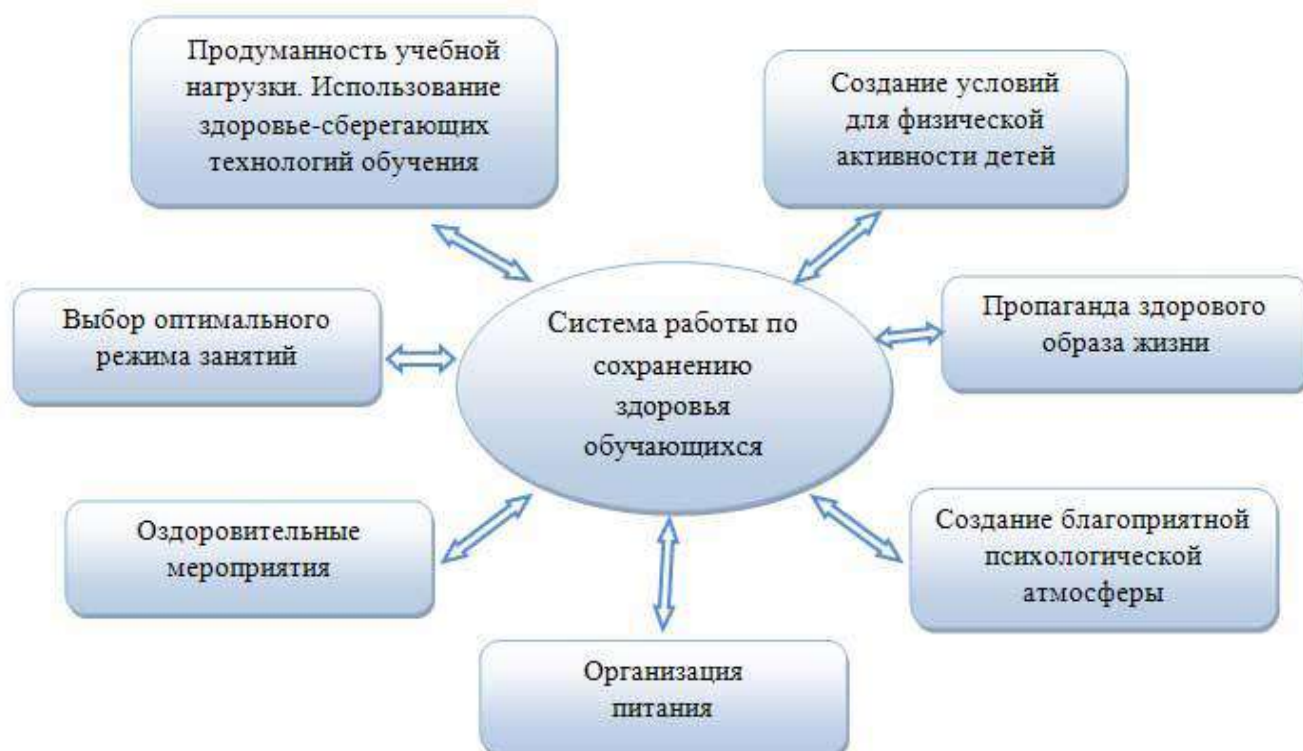 Продуманность учебной
нагрузки. Использование
здоровье-сберегающих
технологий обучения
Создание условий
для физической
активности детей
Выбор оптимального
режима занятий
Система работы по
сохранению
здоровья
обучающихся
Пропаганда здорового
образа жизни
Оздоровительные
мероприятия
Создание благоприятной
психологической
атмосферы
Организация
питания